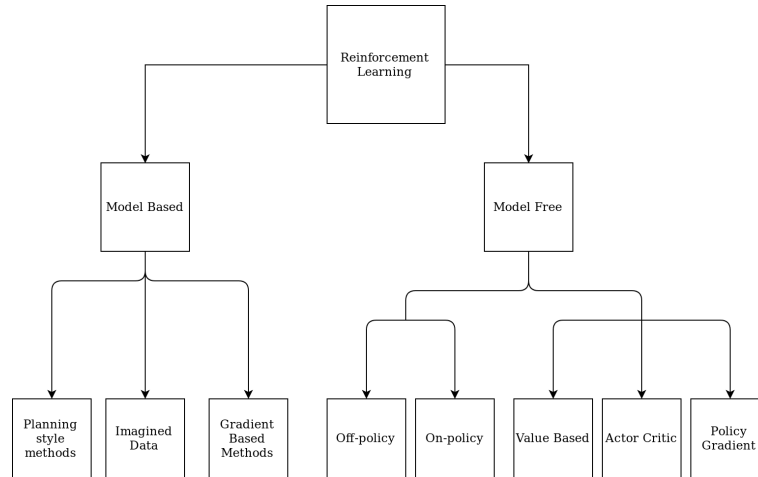 Reinforcement
Learning
Model Based
Model Free
Planning
style
methods
Imagined
Data
Gradient
Based
Methods
Off-policy
On-policy
Value Based
Actor Critic
Policy
Gradient